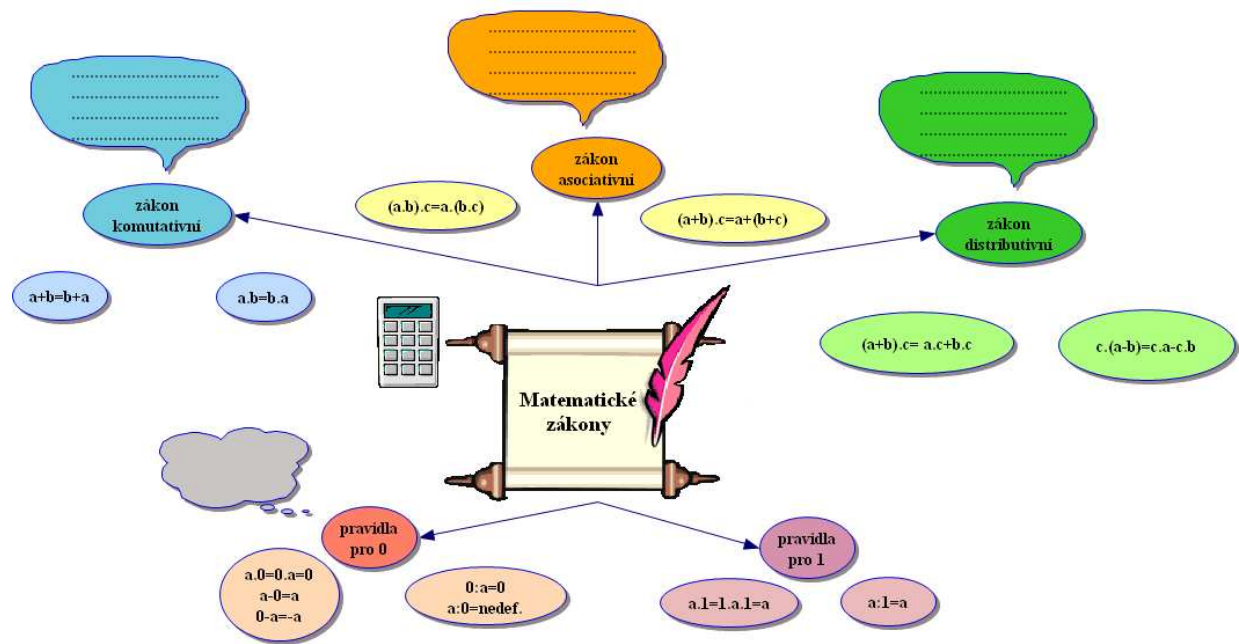 zákon
asociativní
zákon
komutativní
(a.b).c=a.(b.c)
(a+b).c=a+(b+c)
zákon
distributivní
a+b=b+a
a.b=b.a
(a+b).c= a.c+b.c
c.(a-b)=c.a-c.b
Matematické
zákony
pravidla
pro 0
pravidla
pro 1
a.0=0.a=0
a-0=a
0-a=-a
0:a=0
a:0=nedef.
a.1=1.a.1=a
a:1=a